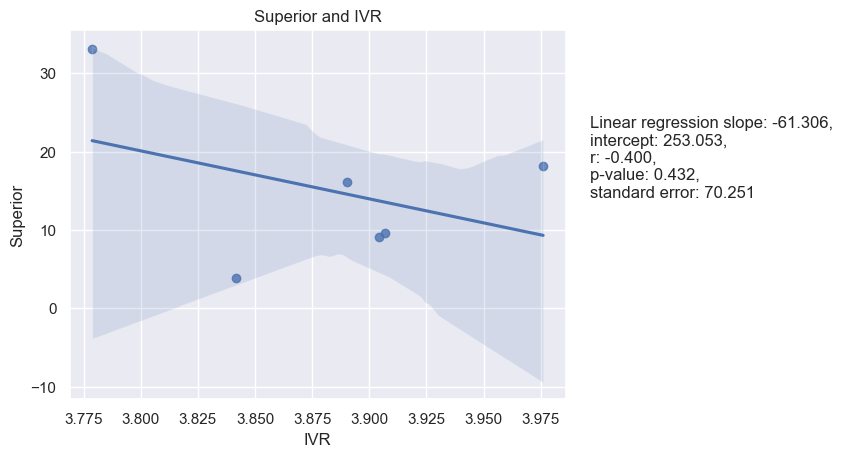 Superior and IVR
30
20
10
0
−10
Superior
3.775 3.800 3.825 3.850 3.875 3.900 3.925 3.950 3.975
IVR
Linear regression slope: -61.306,
intercept: 253.053,
r: -0.400,
p-value: 0.432,
standard error: 70.251